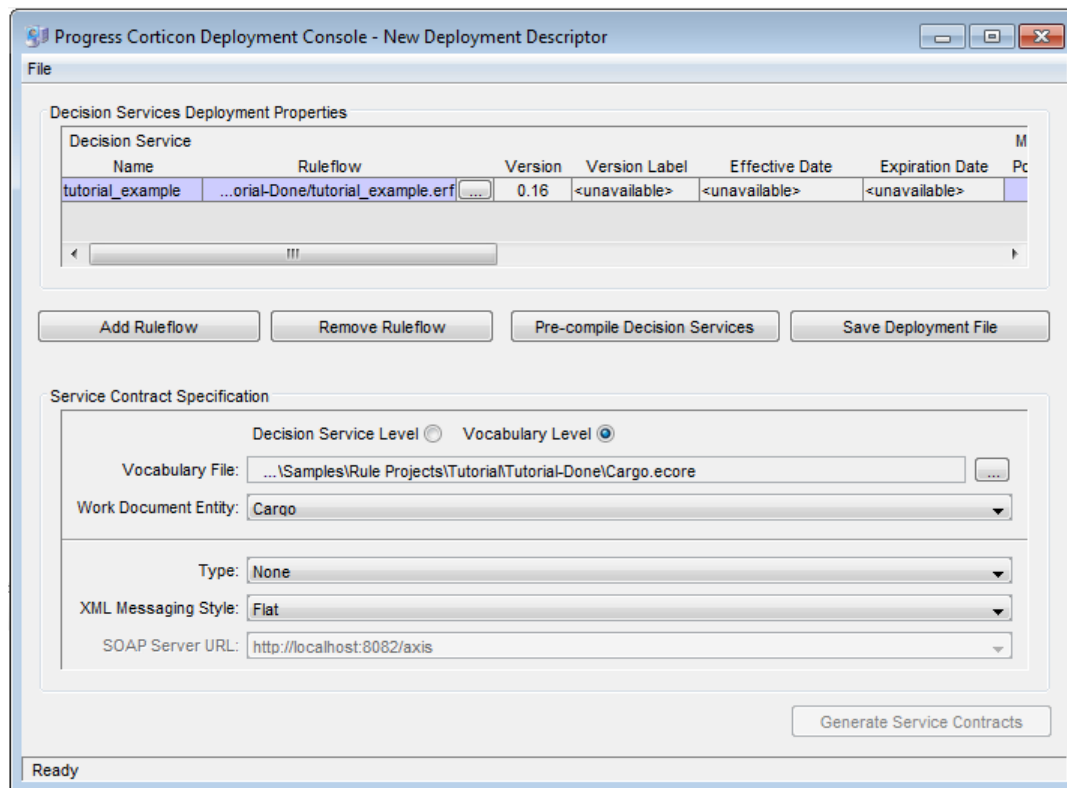 Progress Corticon Deployment Console - New Deployment Descriptor
File
Decision Services Deployment Properties
Decision Service M
Name Ruleflow Version Version Label Effective Date Expiration Date Po
tutorial_example ...orial-Done/tutorial_example.erf ... 0.16 <unavailable> <unavailable> <unavailable>
Add Ruleflow Remove Ruleflow Pre-compile Decision Services Save Deployment File
Service Contract Specification
Decision Service Level Vocabulary Level
Vocabulary File: ...\Samples\Rule Projects\Tutorial\Tutorial-Done\Cargo.ecore ...
Work Document Entity: Cargo
Type: None
XML Messaging Style: Flat
SOAP Server URL: http://localhost:8082/axis
Generate Service Contracts
Ready